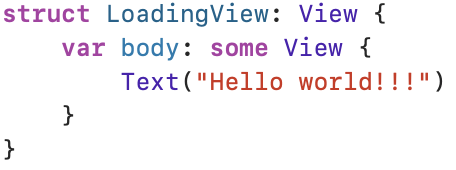 struct LoadingView: View {
    var body: some View {
        Text("Hello world!!!")
    }
}